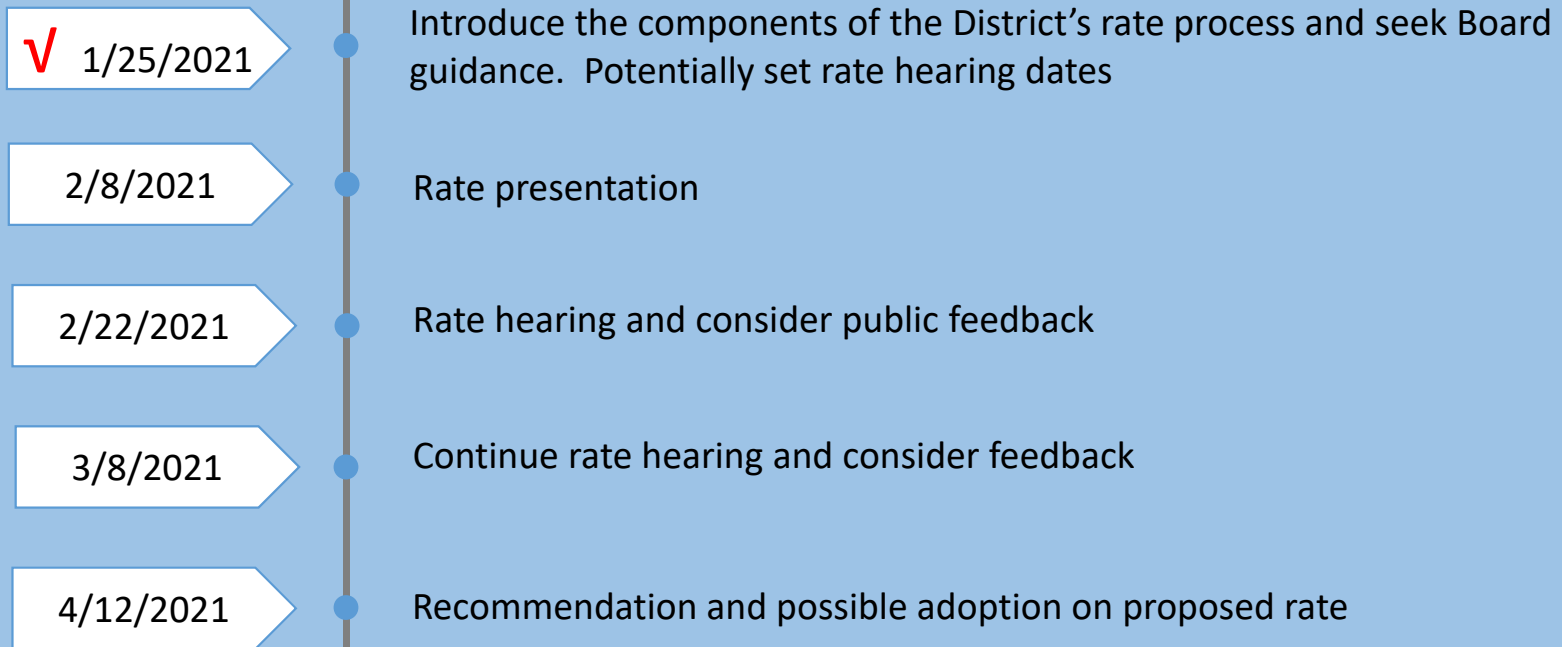 √ 1/25/2021
Introduce the components of the District’s rate process and seek Board
guidance.  Potentially set rate hearing dates
2/8/2021
Rate presentation
2/22/2021
Rate hearing and consider public feedback
3/8/2021
Continue rate hearing and consider feedback
4/12/2021
Recommendation and possible adoption on proposed rate